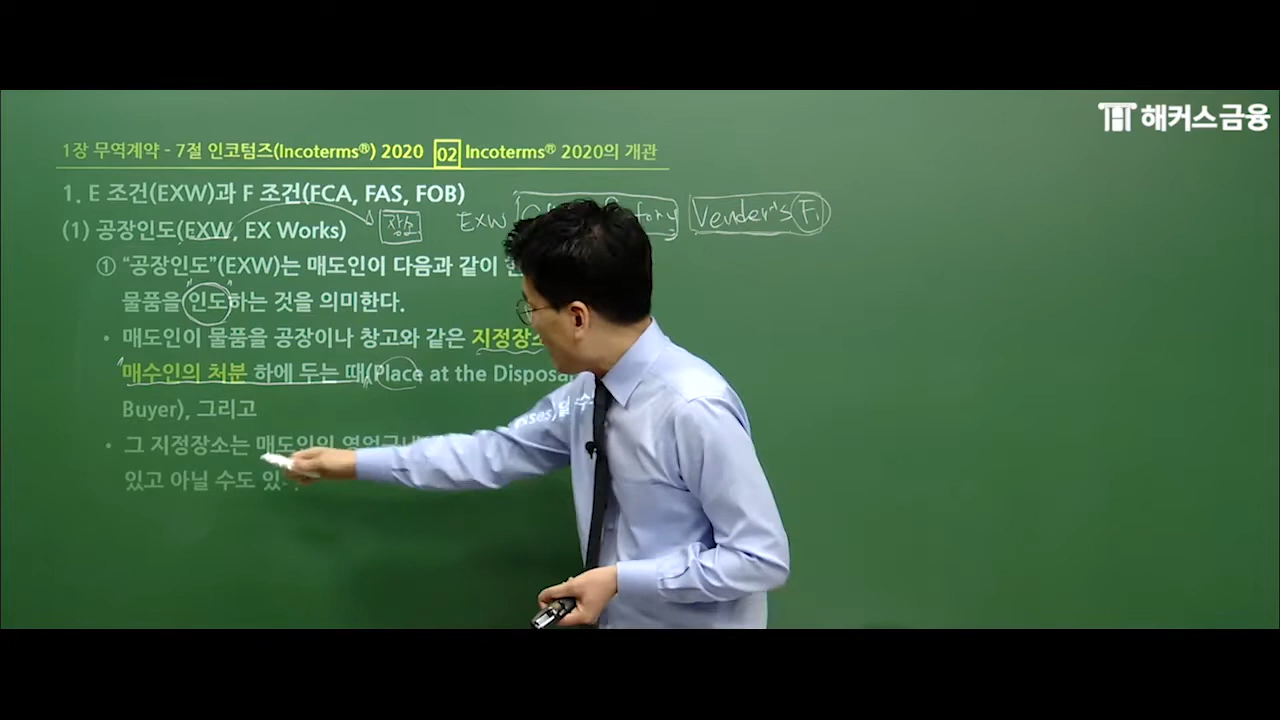 해커스금융
1장 무역계약 - 7절 인코텀즈(Incoterms®) 2020 02 Incoterms® 2020의 개관
1. E 조건(EXW)과 F 조건(FCA, FAS, FOB)
(1) 공장인도(EXW, EX Works) 장소 EXW Vender's
① “공장인도”(EXW)는 매도인이 다음과 같이
물품을 "인도"하는 것을 의미한다.
• 매도인이 물품을 공장이나 창고와 같은 지정장소
매수인의 처분 하에 두는 때(Place at the Disposal
Buyer), 그리고
• 그 지정장소는 매도인의
있고 아닐 수도